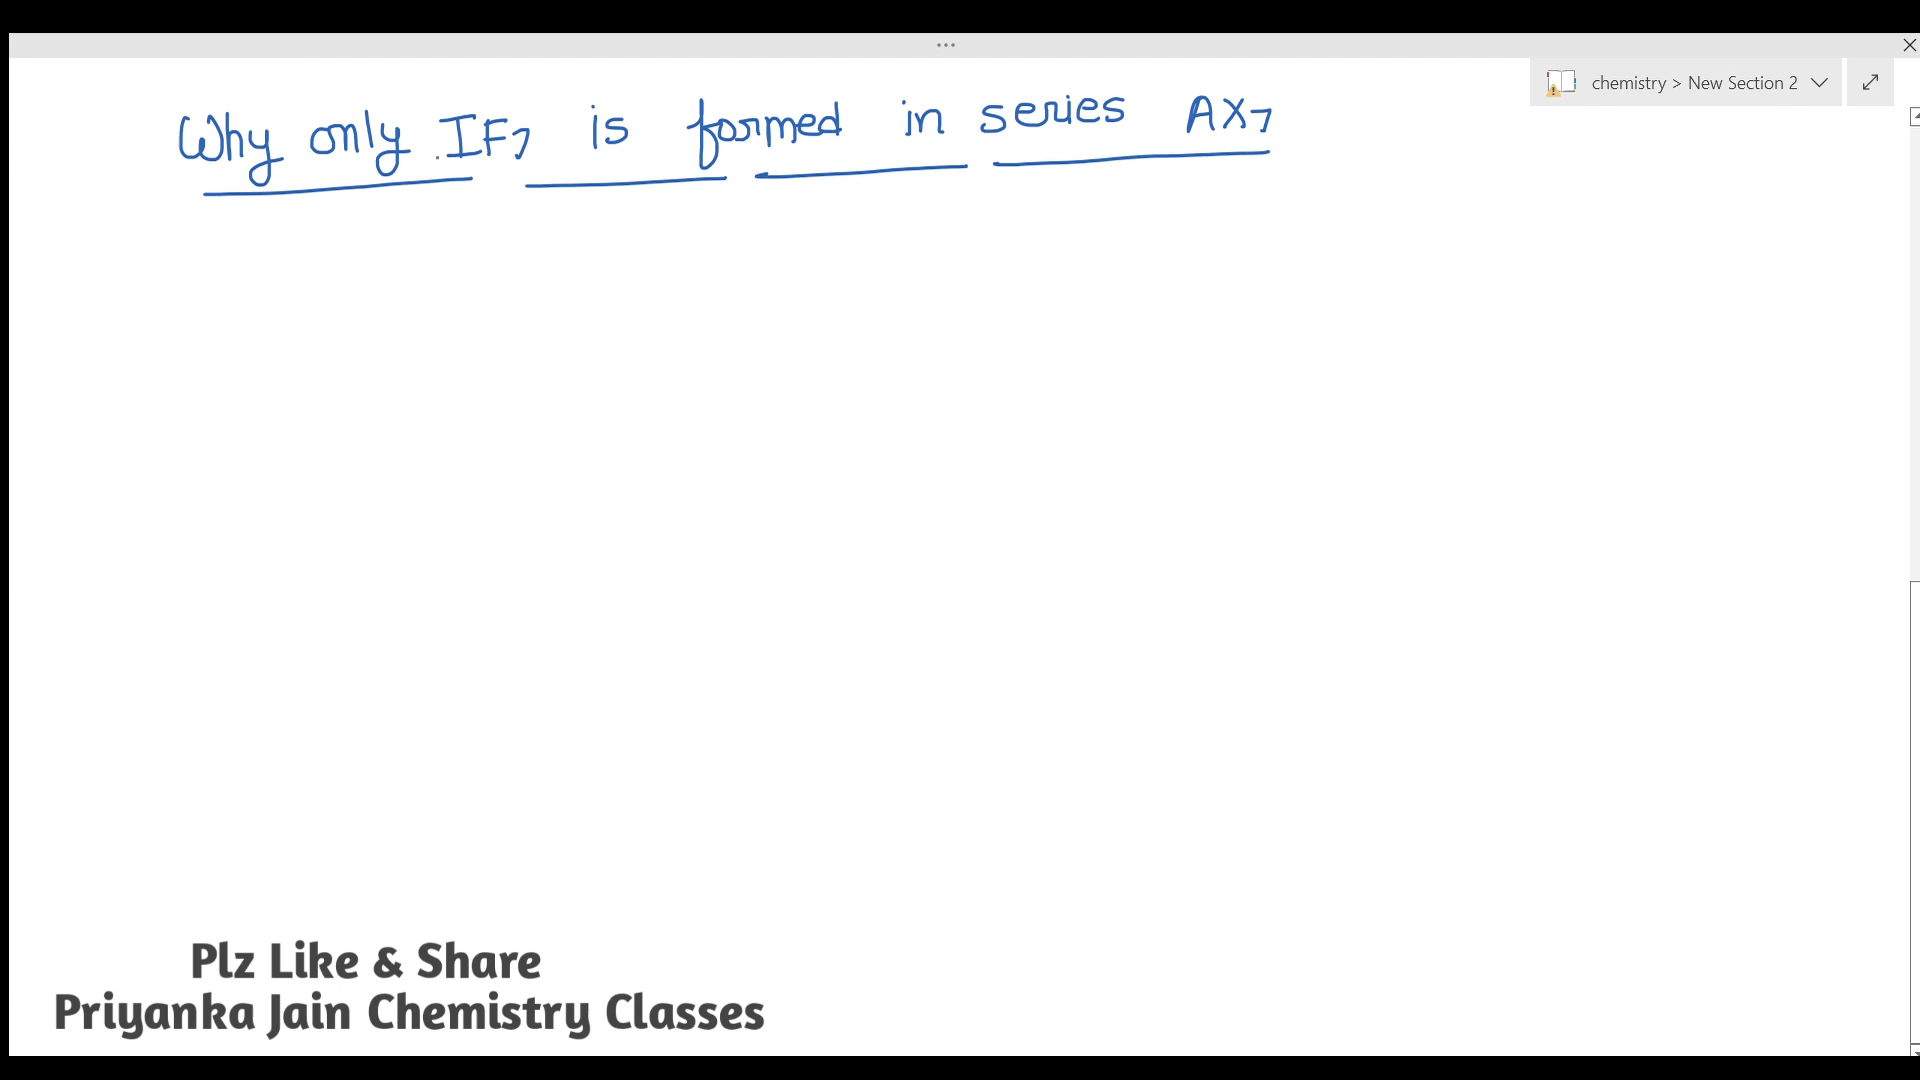 chemistry > New Section 2
Why only IF7 is formed in series AX7
Plz Like & Share
Priyanka Jain Chemistry Classes